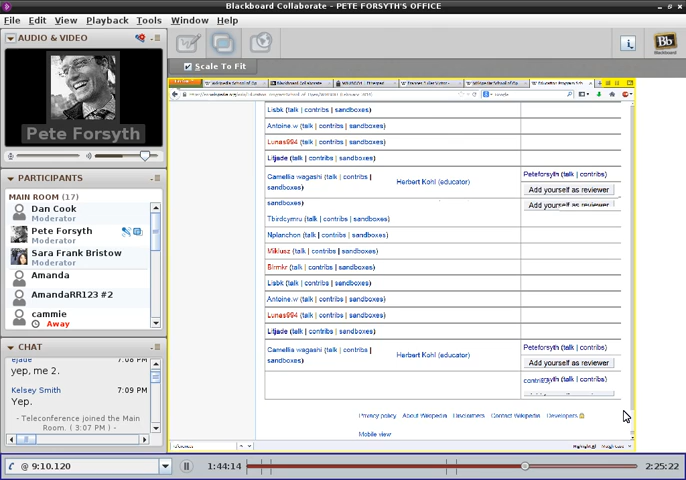 Blackboard Collaborate - PETE FORSYTH'S OFFICE
File Edit View Playback Tools Window Help
AUDIO & VIDEO
Scale To Fit
i
Bb
Pete Forsyth
PARTICIPANTS
MAIN ROOM (17)
Dan Cook
Moderator
Pete Forsyth
Moderator
Sara Frank Bristow
Moderator
Amanda
AmandaRR123 #2
cammie
Away
CHAT
ejade 7:08 PM
yep, me 2.
Kelsey Smith 7:09 PM
Yep.
- Teleconference joined the Main
Room. ( 3:07 PM ) -
Lisbk (talk | contribs | sandboxes)
Antoine.w (talk | contribs | sandboxes)
Lunas994 (talk | contribs | sandboxes)
Litjade (talk | contribs | sandboxes)
Camellia wagashi (talk | contribs |
sandboxes)
Herbert Kohl (educator)
Peteforsyth (talk | contribs)
Add yourself as reviewer
sandboxes)
Add yourself as reviewer
Tbirdcymru (talk | contribs | sandboxes)
Nplanchon (talk | contribs | sandboxes)
Miklusz (talk | contribs | sandboxes)
Birmkr (talk | contribs | sandboxes)
Lisbk (talk | contribs | sandboxes)
Antoine.w (talk | contribs | sandboxes)
Lunas994 (talk | contribs | sandboxes)
Litjade (talk | contribs | sandboxes)
Camellia wagashi (talk | contribs |
sandboxes)
Herbert Kohl (educator)
Peteforsyth (talk | contribs)
Add yourself as reviewer
(talk | contribs)
Privacy policy About Wikipedia Disclaimers Contact Wikipedia Developers
Mobile view
@ 9:10.120
1:44:14
2:25:22